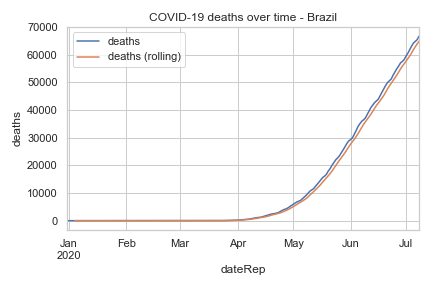 COVID-19 deaths over time - Brazil
deaths
deaths (rolling)
70000
60000
50000
40000
30000
20000
10000
0
deaths
Jan Feb Mar Apr May Jun Jul
2020
dateRep